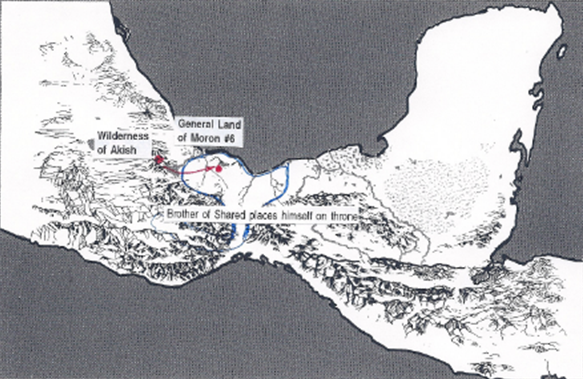 General Land
of Moron #6
Wilderness
of Akish
Brother of Shared places himself on throne